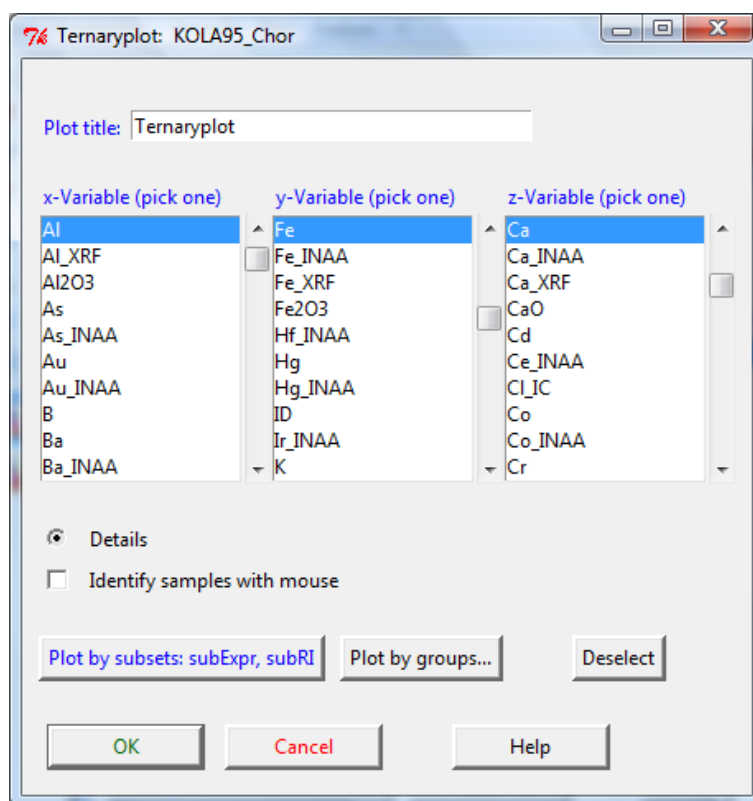 Ternaryplot: KOLA95_Chor
Plot title: Ternaryplot
x-Variable (pick one) y-Variable (pick one) z-Variable (pick one)
Al Fe Ca
Al_XRF Fe_INAA Ca_INAA
Al2O3 Fe_XRF Ca_XRF
As Fe2O3 CaO
As_INAA Hf_INAA Cd
Au Hg Ce_INAA
Au_INAA Hg_INAA Cl_IC
B ID Co
Ba Ir_INAA Co_INAA
Ba_INAA K Cr
Details
Identify samples with mouse
Plot by subsets: subExpr, subRI Plot by groups... Deselect
OK Cancel Help